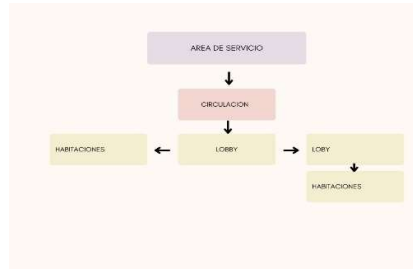 AREA DE SERVICIO
CIRCULACION
HABITACIONES
LOBBY
LOBY
HABITACIONES